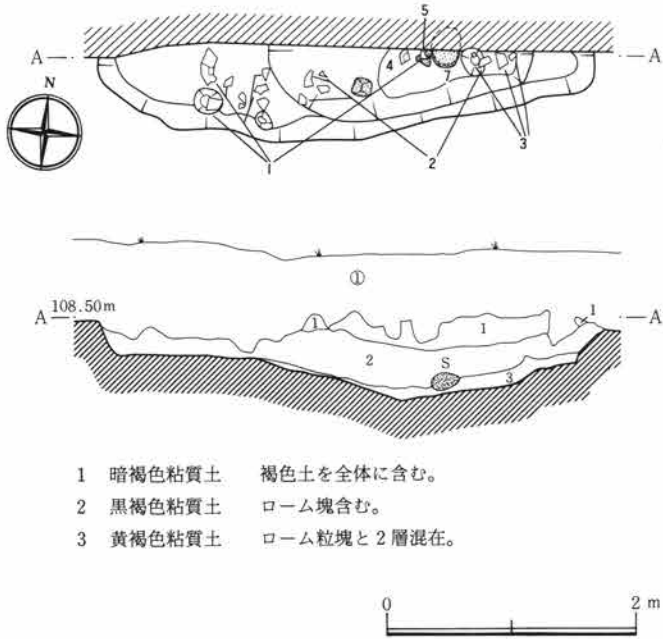 5
A A
4
N
7
1 2 3
①
A 108.50m 1 1 1 A
2 S
3
1 暗褐色粘質土 褐色土を全体に含む。
2 黒褐色粘質土 ローム塊含む。
3 黄褐色粘質土 ローム粒塊と2層混在。
0 2 m